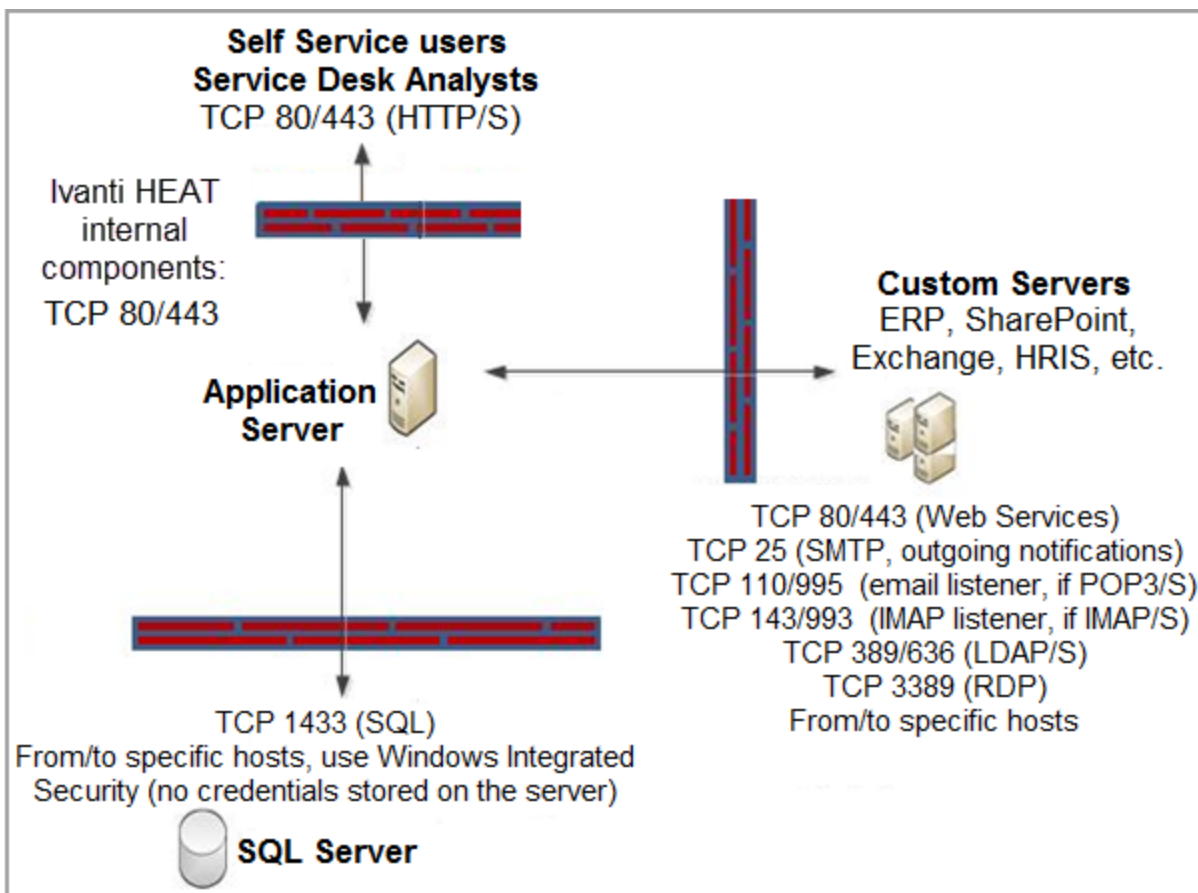 Self Service users
Service Desk Analysts
TCP 80/443 (HTTP/S)
Ivanti HEAT
internal
components:
TCP 80/443
Application
Server
Custom Servers
ERP, SharePoint,
Exchange, HRIS, etc.
TCP 80/443 (Web Services)
TCP 25 (SMTP, outgoing notifications)
TCP 110/995 (email listener, if POP3/S)
TCP 143/993 (IMAP listener, if IMAP/S)
TCP 389/636 (LDAP/S)
TCP 3389 (RDP)
From/to specific hosts
TCP 1433 (SQL)
From/to specific hosts, use Windows Integrated
Security (no credentials stored on the server)
SQL Server